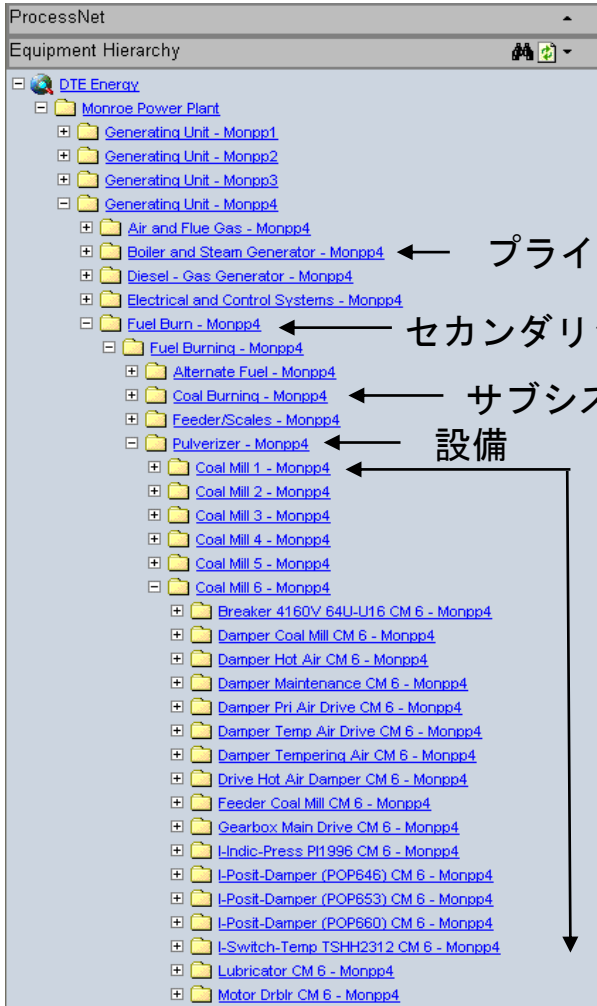 ProcessNet
Equipment Hierarchy
DTE Energy
Monroe Power Plant
Generating Unit - Monpp1
Generating Unit - Monpp2
Generating Unit - Monpp3
Generating Unit - Monpp4
Air and Flue Gas - Monpp4
Boiler and Steam Generator - Monpp4 プライ
Diesel - Gas Generator - Monpp4
Electrical and Control Systems - Monpp4
Fuel Burn - Monpp4 セカンダリ
Fuel Burning - Monpp4
Alternate Fuel - Monpp4
Coal Burning - Monpp4 サブシス
Feeder/Scales - Monpp4
Pulverizer - Monpp4 設備
Coal Mill 1 - Monpp4
Coal Mill 2 - Monpp4
Coal Mill 3 - Monpp4
Coal Mill 4 - Monpp4
Coal Mill 5 - Monpp4
Coal Mill 6 - Monpp4
Breaker 4160V 64U-U16 CM 6 - Monpp4
Damper Coal Mill CM 6 - Monpp4
Damper Hot Air CM 6 - Monpp4
Damper Maintenance CM 6 - Monpp4
Damper Pri Air Drive CM 6 - Monpp4
Damper Temp Air Drive CM 6 - Monpp4
Damper Tempering Air CM 6 - Monpp4
Drive Hot Air Damper CM 6 - Monpp4
Feeder Coal Mill CM 6 - Monpp4
Gearbox Main Drive CM 6 - Monpp4
I-Indic-Press PI1996 CM 6 - Monpp4
I-Posit-Damper (POP646) CM 6 - Monpp4
I-Posit-Damper (POP653) CM 6 - Monpp4
I-Posit-Damper (POP660) CM 6 - Monpp4
I-Switch-Temp TSHH2312 CM 6 - Monpp4
Lubricator CM 6 - Monpp4
Motor Drblr CM 6 - Monpp4